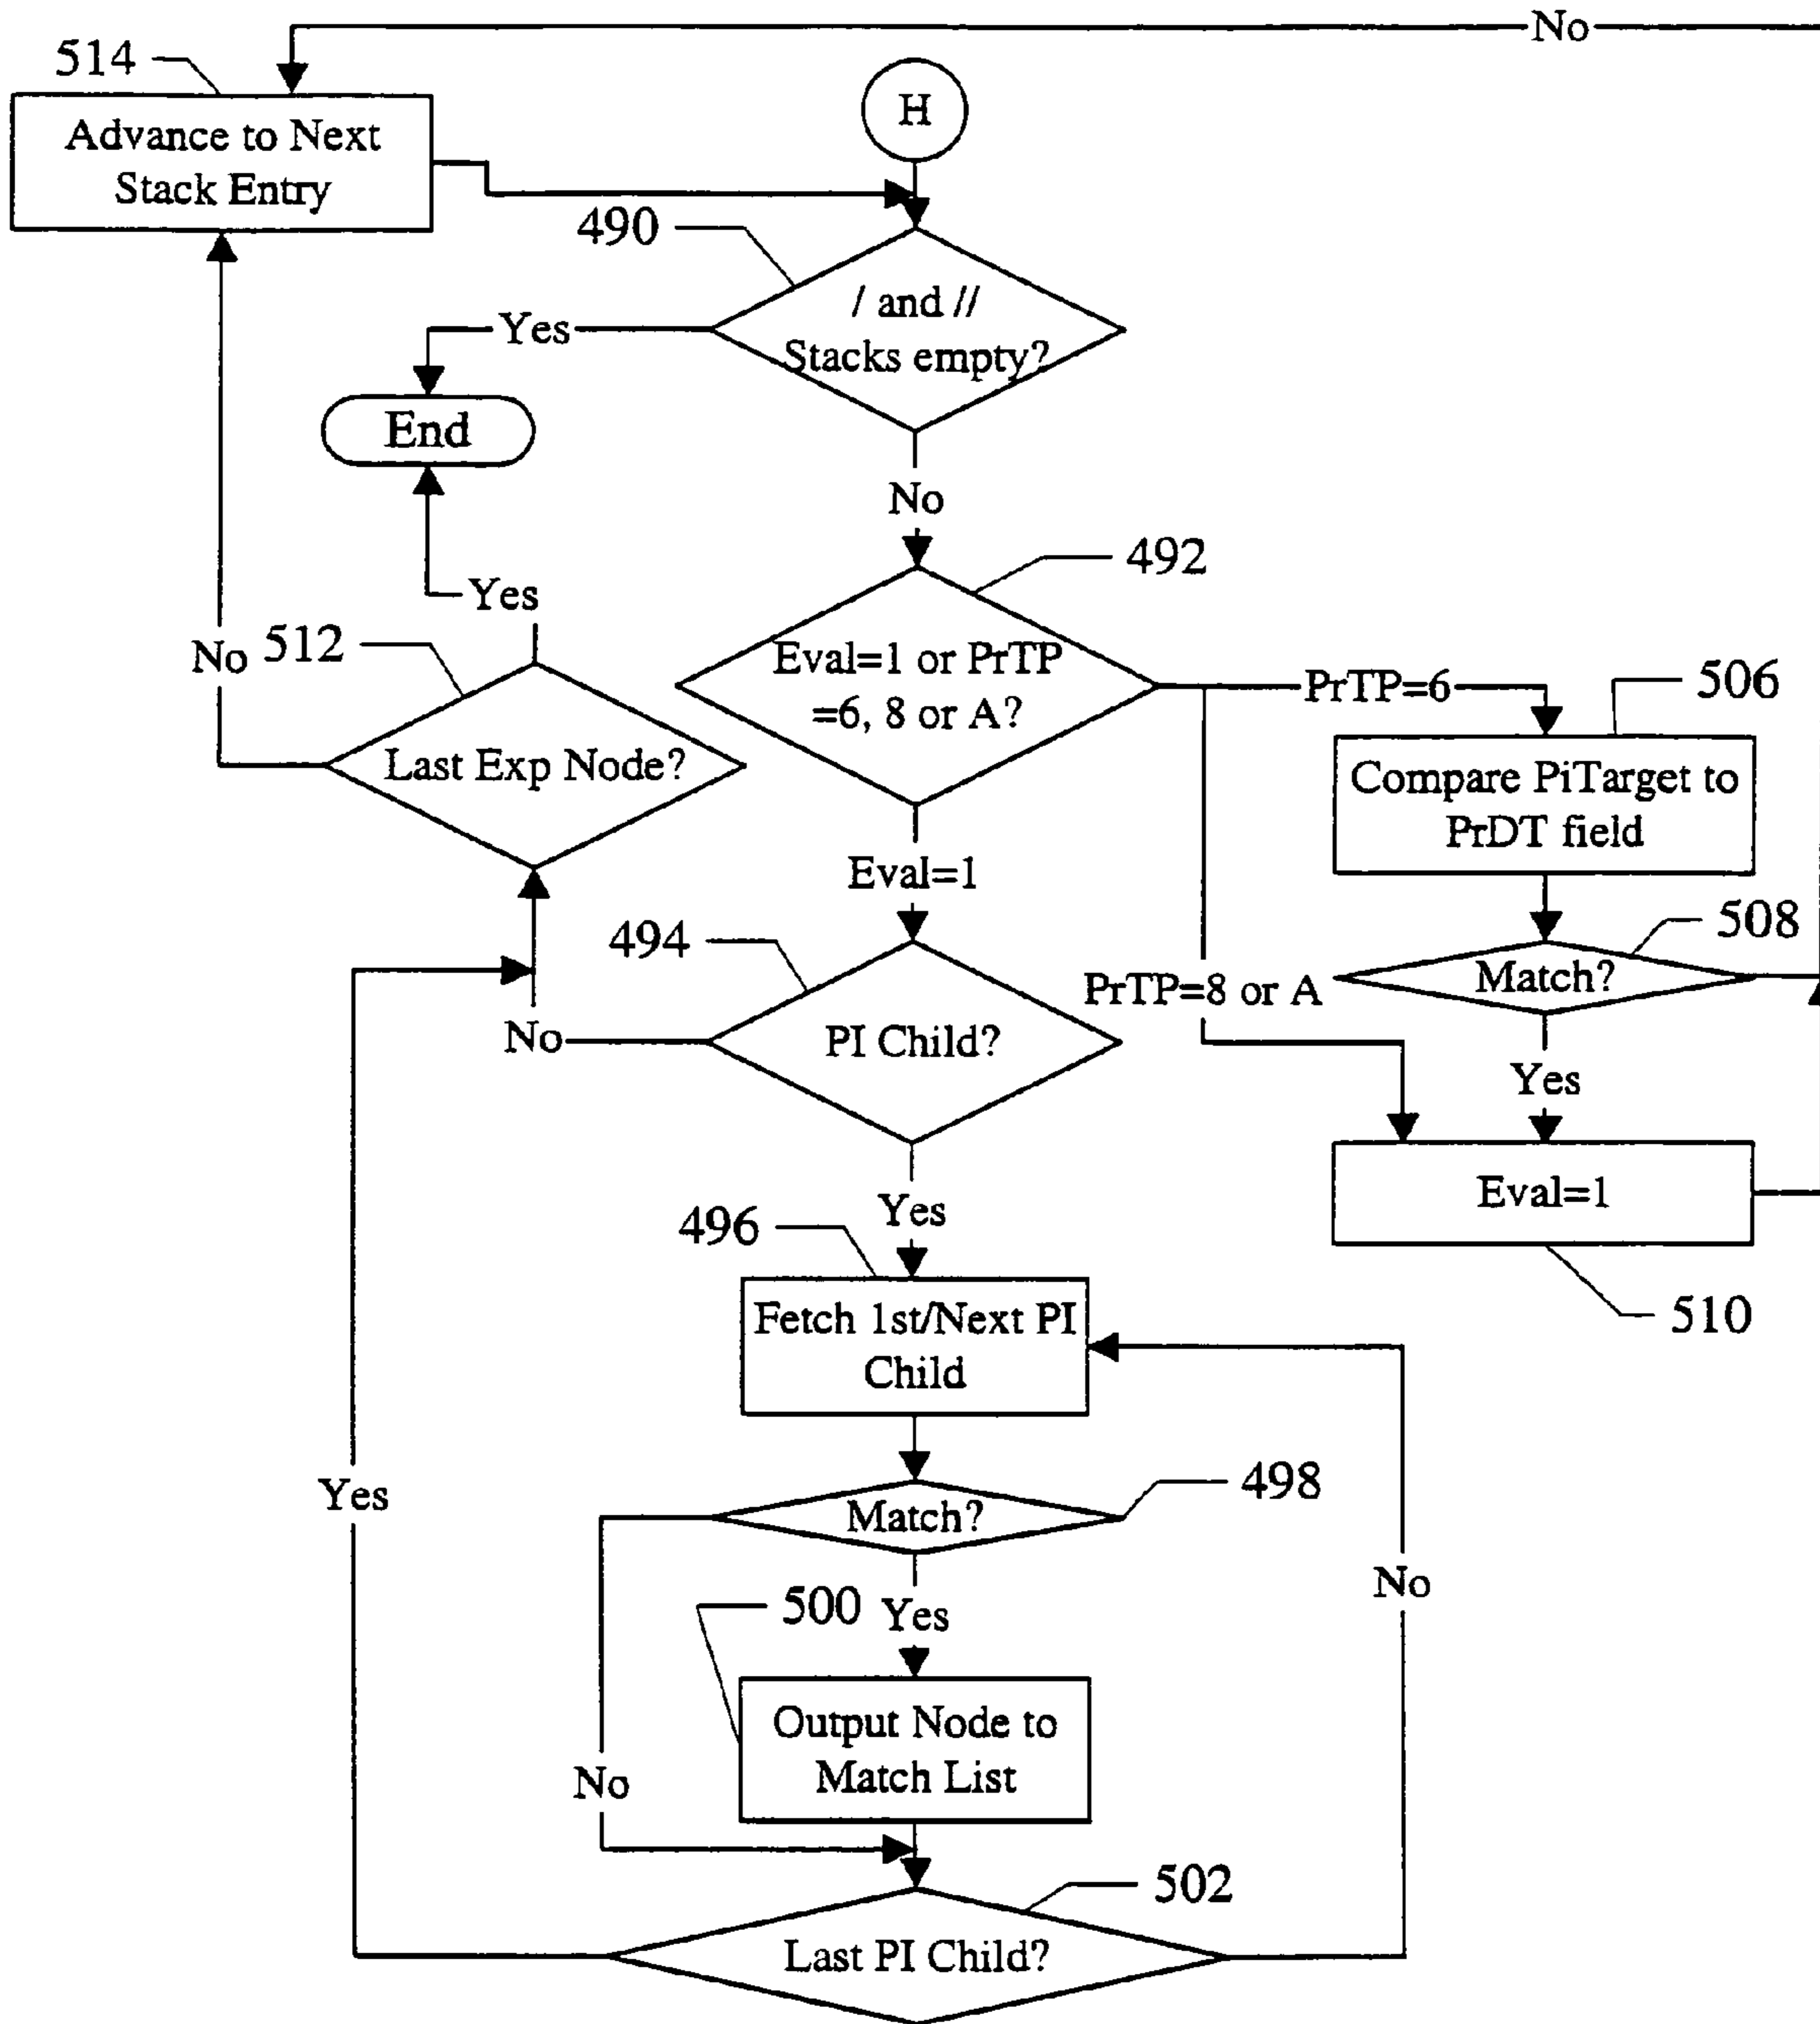 No
514
H
Advance to Next
Stack Entry
490
/ and //
Stacks empty?
Yes
End
No
492
Yes
512
No
Eval=1 or PrTP
=6, 8 or A?
PrTP=6
506
Last Exp Node?
Compare PiTarget to
PrDT field
Eval=1
494
508
Match?
PrTP=8 or A
No
PI Child?
Yes
Eval=1
Yes
496
510
Fetch 1st/Next PI
Child
Yes
498
Match?
No
500
Yes
Output Node to
Match List
No
502
Last PI Child?